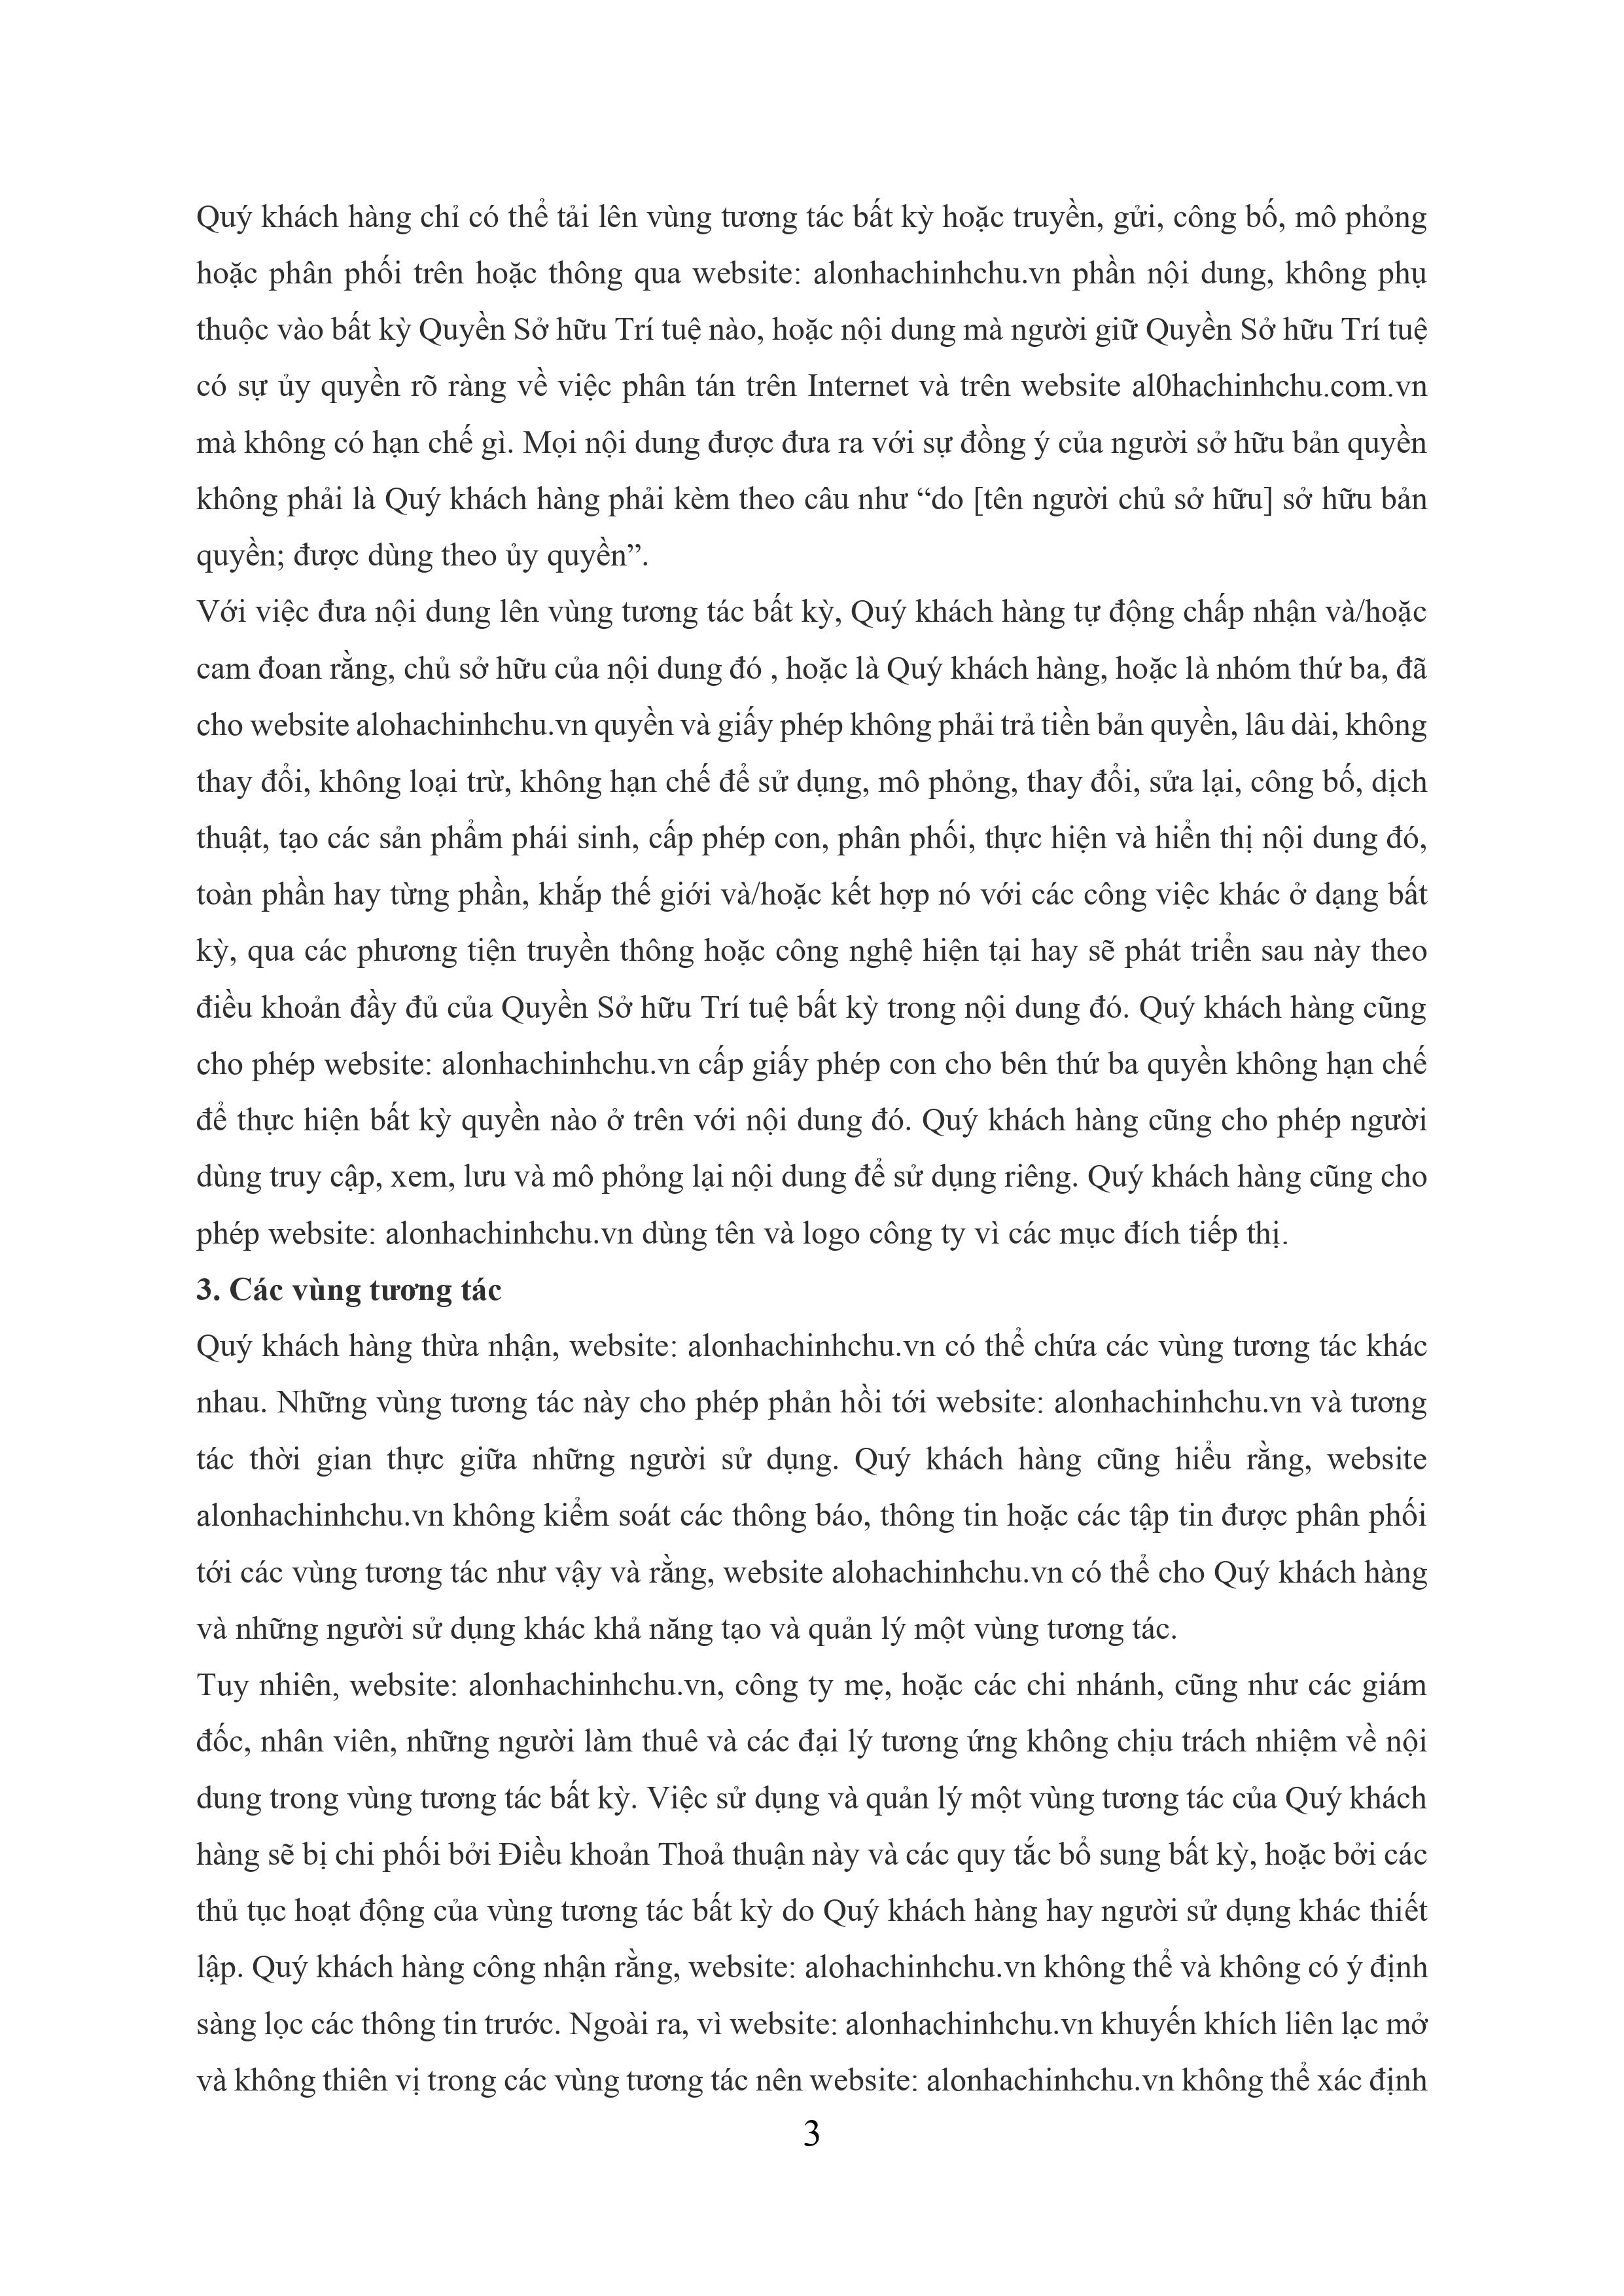 Quý khách hàng chỉ có thể tải lên vùng tương tác bất kỳ hoặc truyền, gửi, công bố, mô phỏng
hoặc phân phối trên hoặc thông qua website: alonhachinhchu.vn phần nội dung, không phụ
thuộc vào bất kỳ Quyền Sở hữu Trí tuệ nào, hoặc nội dung mà người giữ Quyền Sở hữu Trí tuệ
có sự ủy quyền rõ ràng về việc phân tán trên Internet và trên website al0hachinhchu.com.vn
mà không có hạn chế gì. Mọi nội dung được đưa ra với sự đồng ý của người sở hữu bản quyền
không phải là Quý khách hàng phải kèm theo câu như “do [tên người chủ sở hữu] sở hữu bản
quyền; được dùng theo ủy quyền”.
Với việc đưa nội dung lên vùng tương tác bất kỳ, Quý khách hàng tự động chấp nhận và/hoặc
cam đoan rằng, chủ sở hữu của nội dung đó , hoặc là Quý khách hàng, hoặc là nhóm thứ ba, đã
cho website alohachinhchu.vn quyền và giấy phép không phải trả tiền bản quyền, lâu dài, không
thay đổi, không loại trừ, không hạn chế để sử dụng, mô phỏng, thay đổi, sửa lại, công bố, dịch
thuật, tạo các sản phẩm phái sinh, cấp phép con, phân phối, thực hiện và hiển thị nội dung đó,
toàn phần hay từng phần, khắp thế giới và/hoặc kết hợp nó với các công việc khác ở dạng bất
kỳ, qua các phương tiện truyền thông hoặc công nghệ hiện tại hay sẽ phát triển sau này theo
điều khoản đầy đủ của Quyền Sở hữu Trí tuệ bất kỳ trong nội dung đó. Quý khách hàng cũng
cho phép website: alonhachinhchu.vn cấp giấy phép con cho bên thứ ba quyền không hạn chế
để thực hiện bất kỳ quyền nào ở trên với nội dung đó. Quý khách hàng cũng cho phép người
dùng truy cập, xem, lưu và mô phỏng lại nội dung để sử dụng riêng. Quý khách hàng cũng cho
phép website: alonhachinhchu.vn dùng tên và logo công ty vì các mục đích tiếp thị.
3. Các vùng tương tác
Quý khách hàng thừa nhận, website: alonhachinhchu.vn có thể chứa các vùng tương tác khác
nhau. Những vùng tương tác này cho phép phản hồi tới website: alonhachinhchu.vn và tương
tác thời gian thực giữa những người sử dụng. Quý khách hàng cũng hiểu rằng, website
alonhachinhchu.vn không kiểm soát các thông báo, thông tin hoặc các tập tin được phân phối
tới các vùng tương tác như vậy và rằng, website alohachinhchu.vn có thể cho Quý khách hàng
và những người sử dụng khác khả năng tạo và quản lý một vùng tương tác.
Tuy nhiên, website: alonhachinhchu.vn, công ty mẹ, hoặc các chi nhánh, cũng như các giám
đốc, nhân viên, những người làm thuê và các đại lý tương ứng không chịu trách nhiệm về nội
dung trong vùng tương tác bất kỳ. Việc sử dụng và quản lý một vùng tương tác của Quý khách
hàng sẽ bị chi phối bởi Điều khoản Thoả thuận này và các quy tắc bổ sung bất kỳ, hoặc bởi các
thủ tục hoạt động của vùng tương tác bất kỳ do Quý khách hàng hay người sử dụng khác thiết
lập. Quý khách hàng công nhận rằng, website: alohachinhchu.vn không thể và không có ý định
sàng lọc các thông tin trước. Ngoài ra, vì website: alonhachinhchu.vn khuyến khích liên lạc mở
và không thiên vị trong các vùng tương tác nên website: alonhachinhchu.vn không thể xác định
3